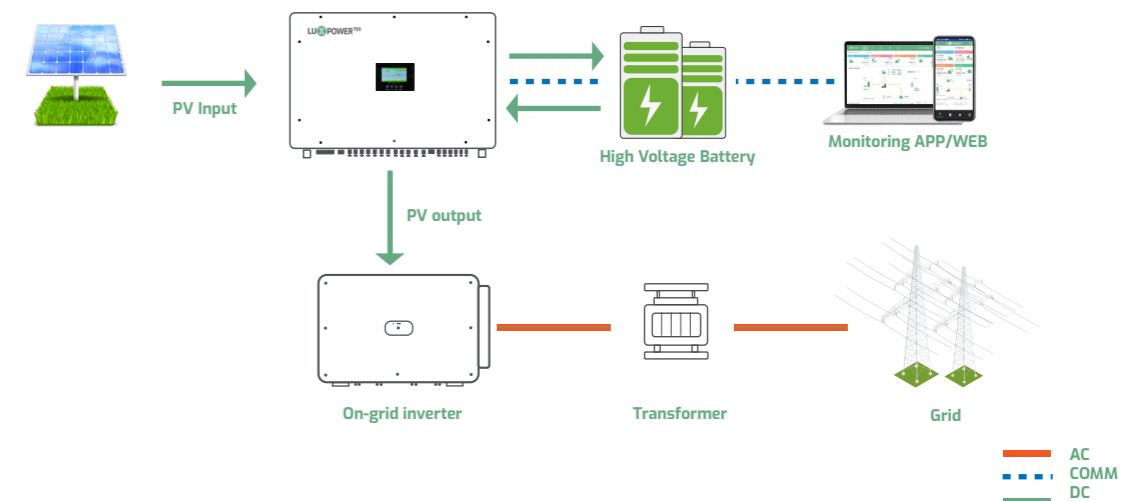 LUXPOWERTEK
PV Input
High Voltage Battery
Monitoring APP/WEB
PV output
On-grid inverter
Transformer
Grid
AC
COMM
DC